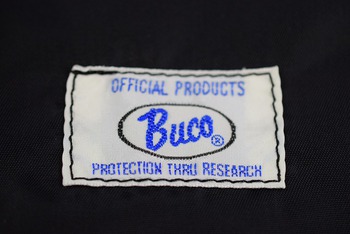 OFFICIAL PRODUCTS
Buco®
PROTECTION THRU RESEARCH